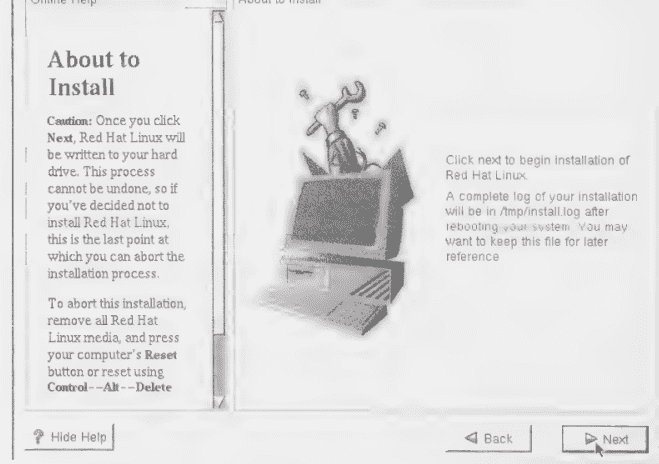 Online Help
About to Install
About to
Install
Caution: Once you click
Next, Red Hat Linux will
be written to your hard
drive. This process
cannot be undone, so if
you've decided not to
install Red Hat Linux,
this is the last point at
which you can abort the
installation process.
To abort this installation,
remove all Red Hat
Linux media, and press
your computer's Reset
button or reset using
Control--Alt--Delete
Click next to begin installation of
Red Hat Linux.
A complete log of your installation
will be in /tmp/install.log after
rebooting your system. You may
want to keep this file for later
reference
? Hide Help
Back
Next